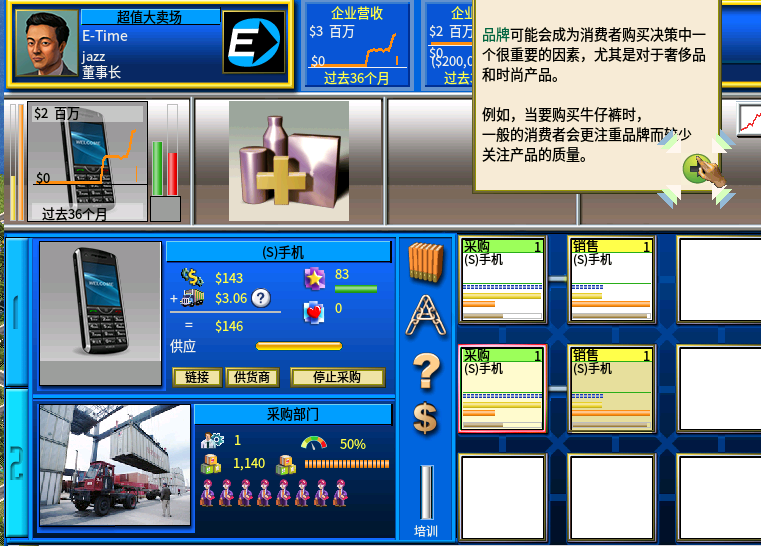 超值大卖场
E-Time
jazz
董事长
E
企业营收
$3 百万
$0
过去36个月
企业
$2 百万
$0
($200,0
过去3
品牌可能会成为消费者购买决策中一
个很重要的因素，尤其是对于奢侈品
和时尚产品。
例如，当要购买牛仔裤时，
一般的消费者会更注重品牌而较少
关注产品的质量。
$2 百万
WELCOME
$0
过去36个月
1
2
(S)手机
WELCOME
$143
+ $3.06 ?
= $146
83
0
供应
链接
供货商
停止采购
采购部门
1
50%
1,140
A
?
$
培训
采购 1
(S)手机
销售 1
(S)手机
采购 1
(S)手机
销售 1
(S)手机